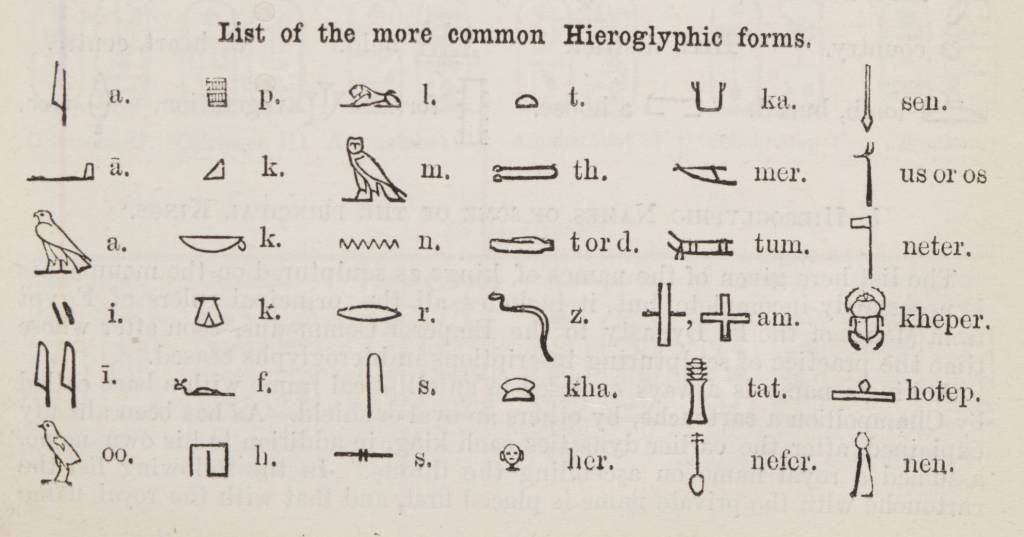 List of the more common Hieroglyphic forms.
a. p. l. t. ka. sen.
ā. k. m. th. mer. us or os
a. k. n. t or d. tum. neter.
i. k. r. z. am. kheper.
ī. f. s. kha. tat. hotep.
oo. h. s. her. nefer. nen.